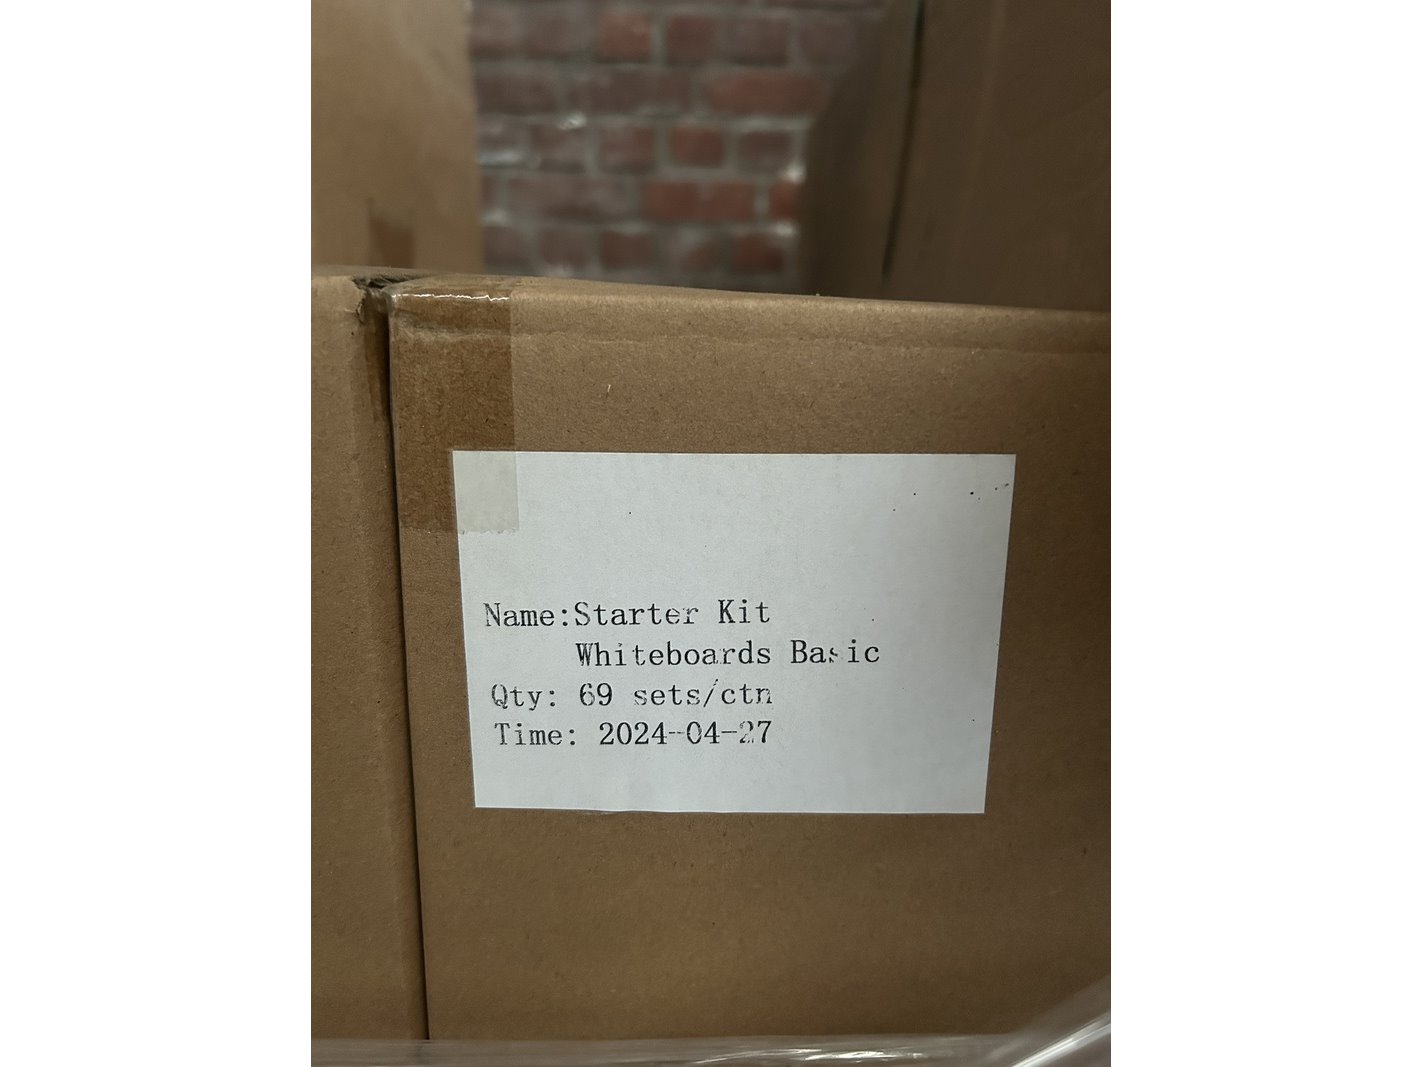 Name:Starter Kit
Whiteboards Basic
Qty: 69 sets/ctn
Time: 2024-04-27